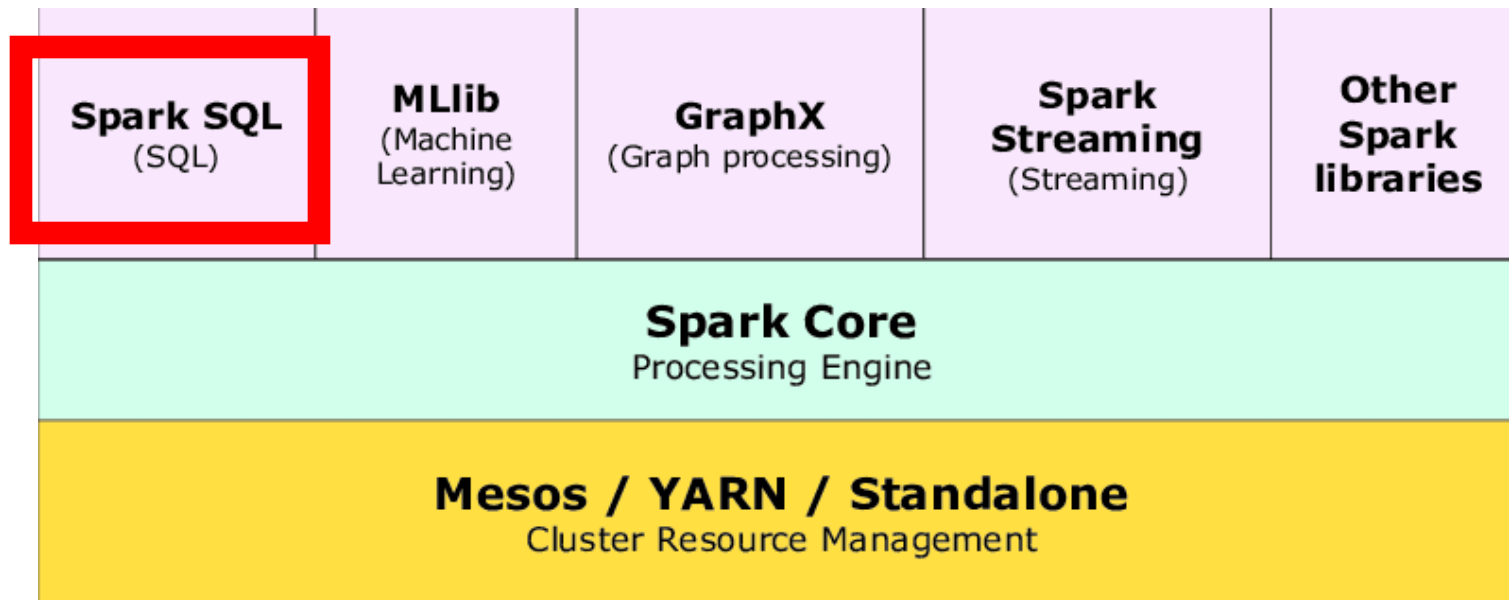 Spark SQL
(SQL)
MLlib
(Machine
Learning)
GraphX
(Graph processing)
Spark
Streaming
(Streaming)
Other
Spark
libraries
Spark Core
Processing Engine
Mesos / YARN / Standalone
Cluster Resource Management